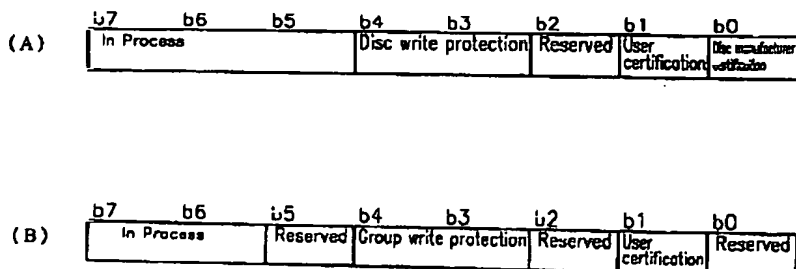 b7 b6 b5 b4 b3 b2 b1 b0
(A) In Process Disc write protection Reserved User certification Disc manufacturer
b7 b6 b5 b4 b3 b2 b1 b0
(B) In Process Reserved Group write protection Reserved User certification Reserved